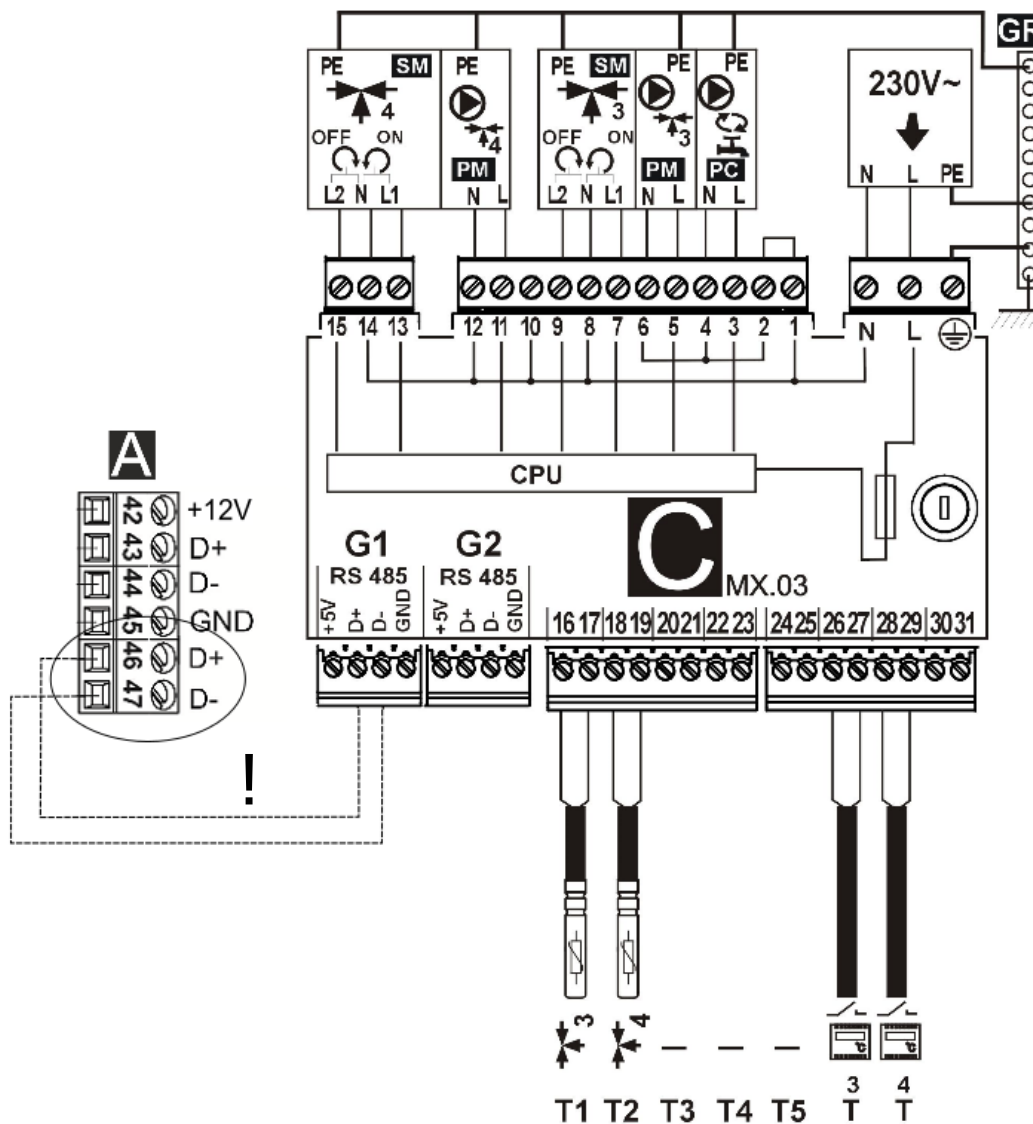 GR
PE SM PE PE SM PE PE
230V~
4 3
OFF ON 4 OFF ON 3
PM PM PC
L2 N L1 N L L2 N L1 N L N L N L PE
15 14 13 12 11 10 9 8 7 6 5 4 3 2 1 N L
CPU
A
42 +12V
43 D+
44 D-
45 GND
46 D+
47 D-
G1 G2
RS 485 RS 485
C MX.03
+5V D+ D- GND +5V D+ D- GND
16 17 18 19 20 21 22 23 24 25 26 27 28 29 30 31
!
3 4
°C °C
3 4
T1 T2 T3 T4 T5 T T